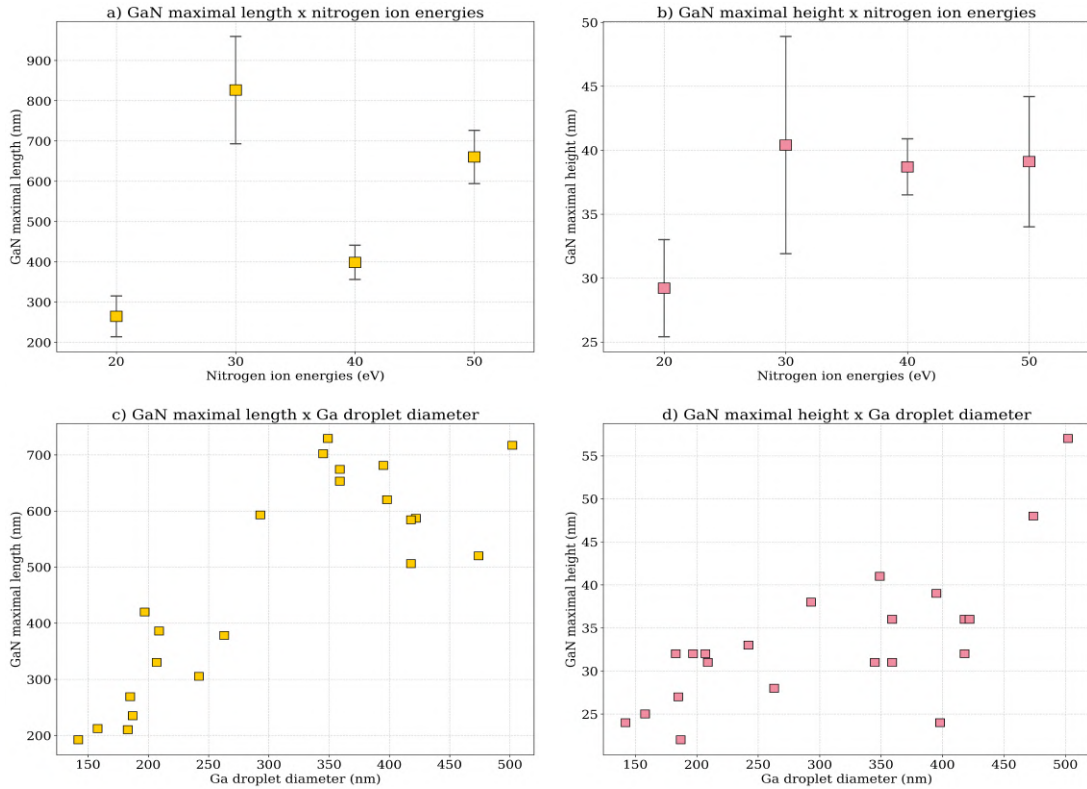 a) GaN maximal length x nitrogen ion energies
GaN maximal length (nm)
900
800
700
600
500
400
300
200
20 30 40 50
Nitrogen ion energies (eV)
b) GaN maximal height x nitrogen ion energies
GaN maximal height (nm)
50
45
40
35
30
25
20 30 40 50
Nitrogen ion energies (eV)
c) GaN maximal length x Ga droplet diameter
GaN maximal length (nm)
700
600
500
400
300
200
150 200 250 300 350 400 450 500
Ga droplet diameter (nm)
d) GaN maximal height x Ga droplet diameter
GaN maximal height (nm)
55
50
45
40
35
30
25
150 200 250 300 350 400 450 500
Ga droplet diameter (nm)